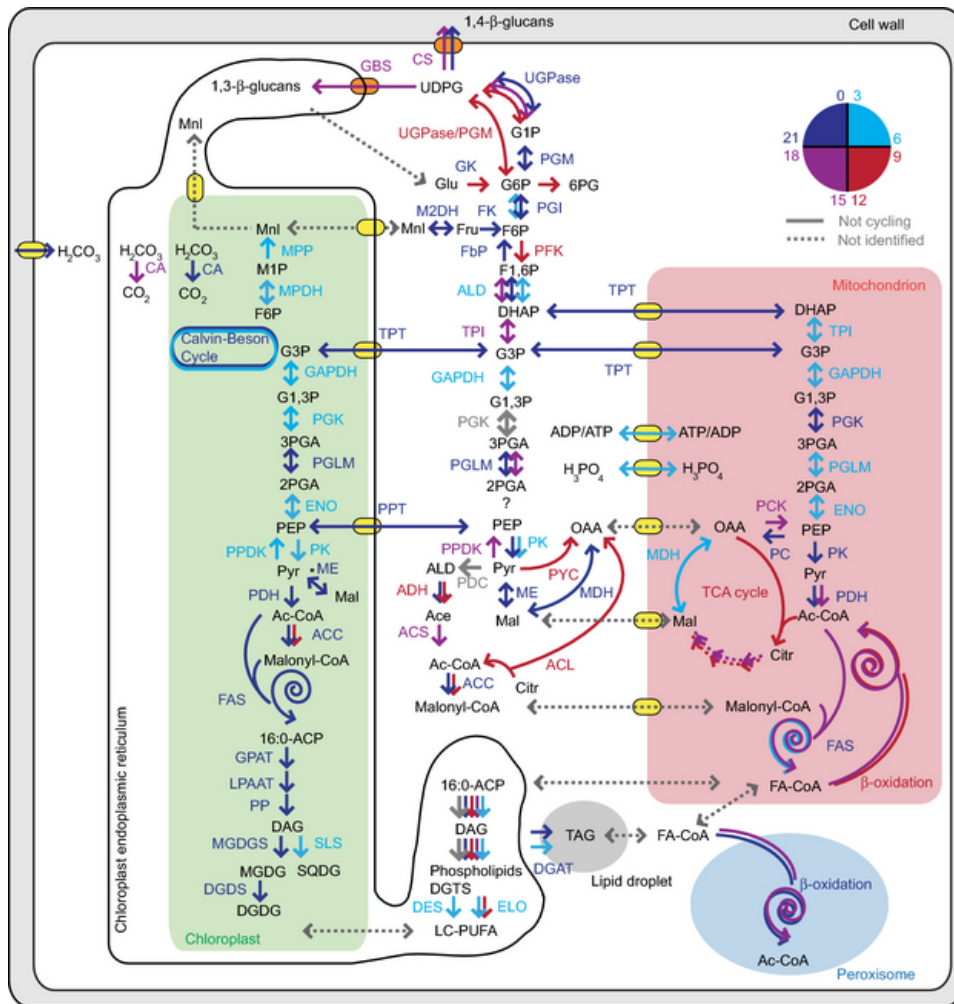 1,4-β-glucans
Cell wall
CS
GBS
1,3-β-glucans
UDPG
UGPase
Mnl
UGPase/PGM
G1P
PGM
GK
Glu
G6P
6PG
0
3
21
6
18
9
15
12
Not cycling
Not identified
H2CO3
H2CO3
CA
CO2
H2CO3
CA
CO2
Mnl
MPP
M1P
MPDH
F6P
Mnl
M2DH
Fru
FK
PGI
F6P
FbP
PFK
F1,6P
ALD
DHAP
TPI
TPT
Mitochondrion
DHAP
TPI
Calvin-Beson
Cycle
G3P
TPT
G3P
TPT
G3P
GAPDH
GAPDH
GAPDH
G1,3P
G1,3P
G1,3P
PGK
PGK
PGK
3PGA
3PGA
3PGA
ADP/ATP
ATP/ADP
PGLM
PGLM
PGLM
H3PO4
H3PO4
2PGA
2PGA
2PGA
?
ENO
ENO
PEP
PPT
PEP
OAA
OAA
PCK
PC
PEP
PPDK
PK
PPDK
PK
PK
Pyr
ME
Mal
ALD
PDC
Pyr
PYC
MDH
MDH
Pyr
PDH
ADH
ME
PDH
Ac-CoA
Ace
Mal
Mal
TCA cycle
Ac-CoA
ACC
ACS
Citr
Malonyl-CoA
Ac-CoA
ACL
ACC
Citr
Malonyl-CoA
Malonyl-CoA
FAS
FAS
16:0-ACP
FA-CoA
β-oxidation
GPAT
LPAAT
PP
DAG
MGDGS
SLS
MGDG
SQDG
DGDS
DGDG
16:0-ACP
DAG
Phospholipids
DGTS
DES
ELO
LC-PUFA
DGAT
TAG
Lipid droplet
FA-CoA
β-oxidation
Ac-CoA
Peroxisome
Chloroplast
Chloroplast endoplasmic reticulum